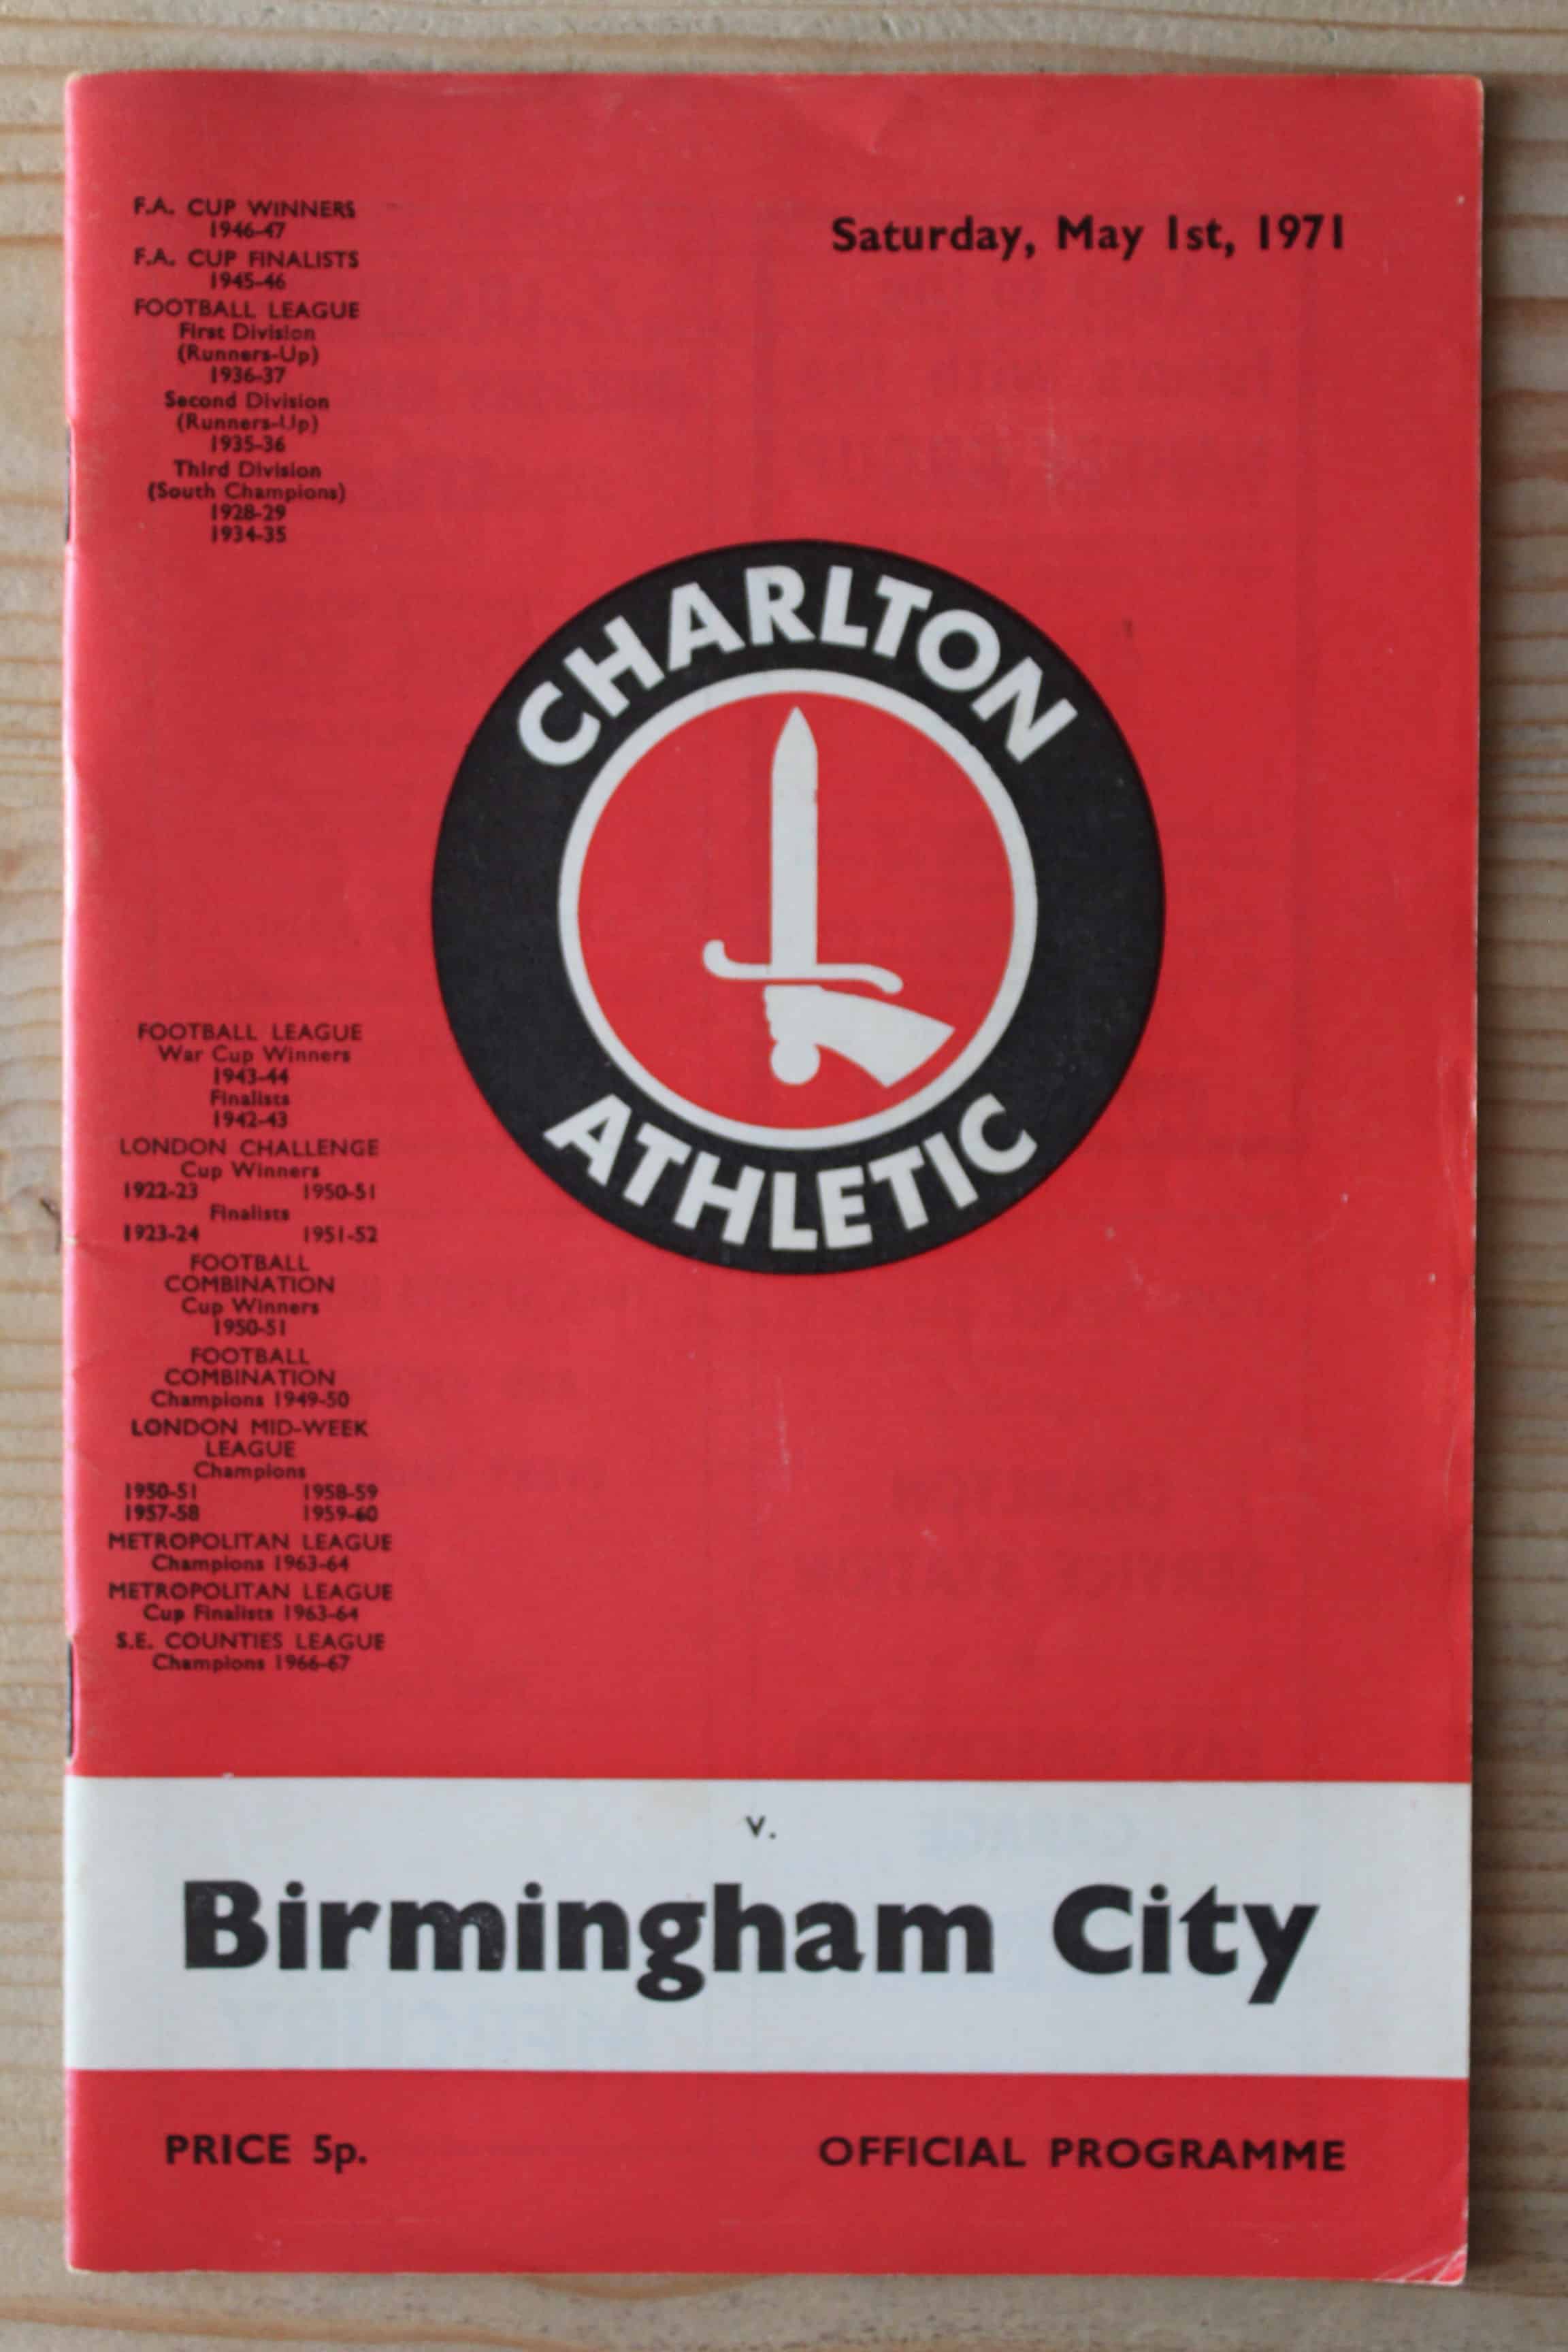 F.A. CUP WINNERS
1946-47
F.A. CUP FINALISTS
1945-46
FOOTBALL LEAGUE
First Division
(Runners-Up)
1936-37
Second Division
(Runners-Up)
1935-36
Third Division
(South Champions)
1928-29
1934-35
Saturday, May 1st, 1971
CHARLTON
ATHLETIC
FOOTBALL LEAGUE
War Cup Winners
1943-44
Finalists
1942-43
LONDON CHALLENGE
Cup Winners
1922-23 1950-51
Finalists
1923-24 1951-52
FOOTBALL
COMBINATION
Cup Winners
1950-51
FOOTBALL
COMBINATION
Champions 1949-50
LONDON MID-WEEK
LEAGUE
Champions
1950-51 1958-59
1957-58 1959-60
METROPOLITAN LEAGUE
Champions 1963-64
METROPOLITAN LEAGUE
Cup Finalists 1963-64
S.E. COUNTIES LEAGUE
Champions 1966-67
v.
Birmingham City
PRICE 5p.
OFFICIAL PROGRAMME